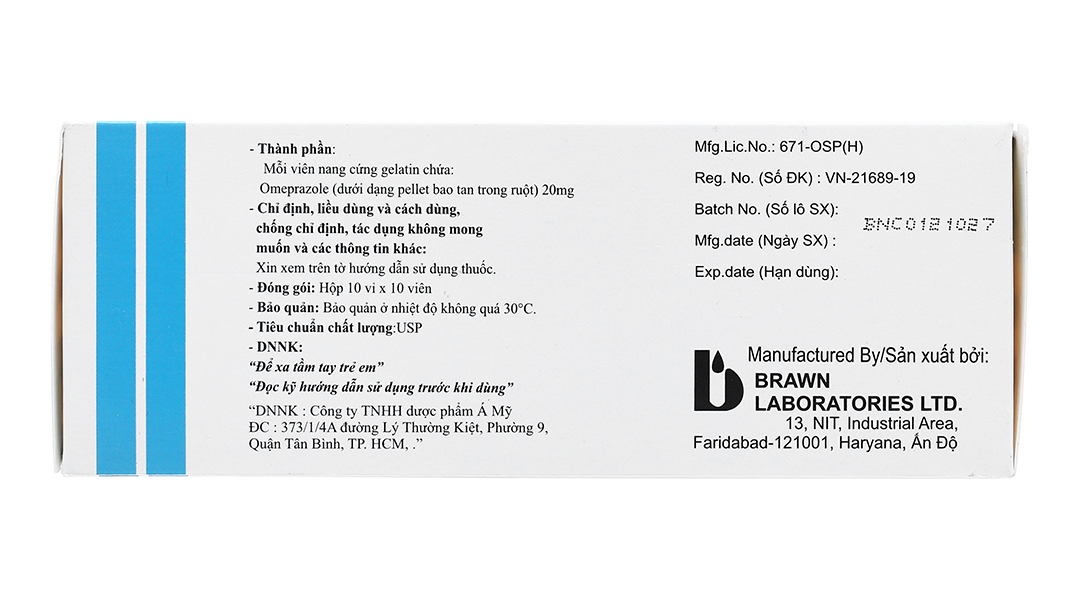 - Thành phần:
Mỗi viên nang cứng gelatin chứa:
Omeprazole (dưới dạng pellet bao tan trong ruột) 20mg
- Chỉ định, liều dùng và cách dùng,
chống chỉ định, tác dụng không mong
muốn và các thông tin khác:
Xin xem trên tờ hướng dẫn sử dụng thuốc.
- Đóng gói: Hộp 10 vỉ x 10 viên
- Bảo quản: Bảo quản ở nhiệt độ không quá 30°C.
- Tiêu chuẩn chất lượng:USP
- DNNK:
“Để xa tầm tay trẻ em”
“Đọc kỹ hướng dẫn sử dụng trước khi dùng”
“DNNK : Công ty TNHH dược phẩm Á Mỹ
ĐC : 373/1/4A đường Lý Thường Kiệt, Phường 9,
Quận Tân Bình, TP. HCM, .”
Mfg.Lic.No.: 671-OSP(H)
Reg. No. (Số ĐK) : VN-21689-19
Batch No. (Số lô SX):
BNC0121027
Mfg.date (Ngày SX) :
Exp.date (Hạn dùng):
Manufactured By/Sản xuất bởi:
BRAWN
LABORATORIES LTD.
13, NIT, Industrial Area,
Faridabad-121001, Haryana, Ấn Độ